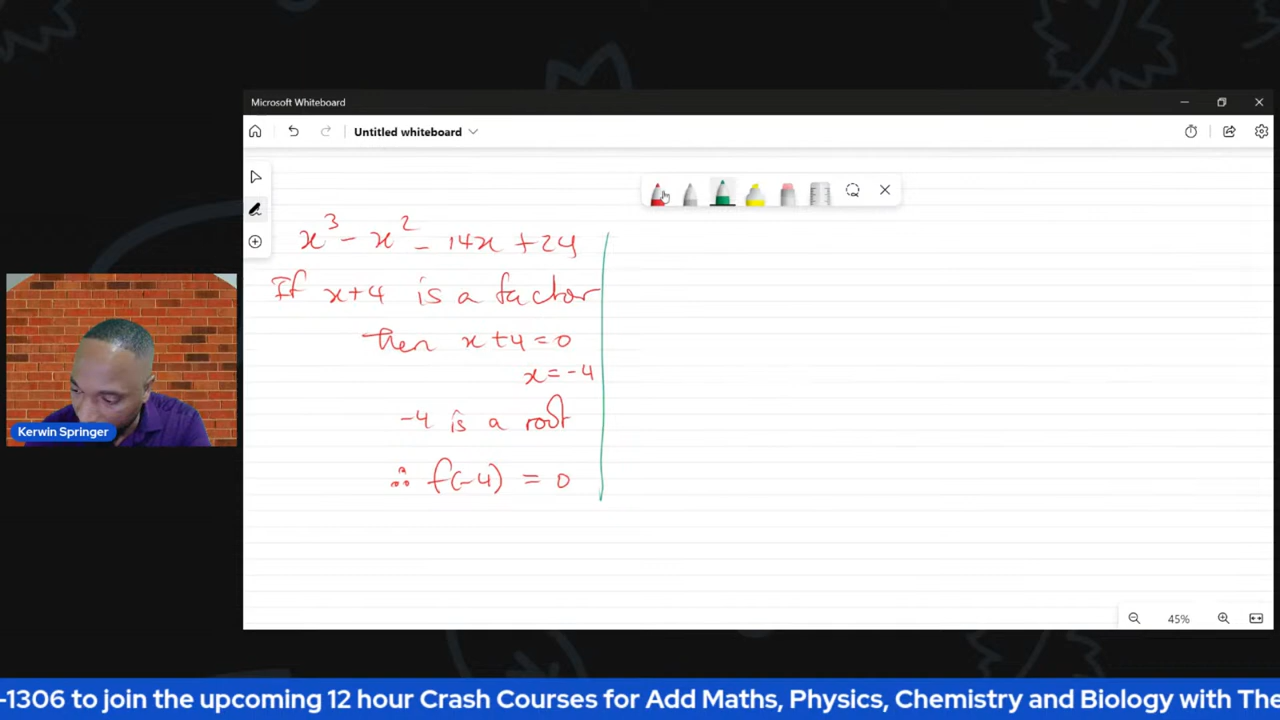 Microsoft Whiteboard
Untitled whiteboard
x³ - x² - 14x + 24
If x+4 is a factor
then x+4=0
x=-4
-4 is a root
∴ f(-4) = 0
Kerwin Springer
45%
-1306 to join the upcoming 12 hour Crash Courses for Add Maths, Physics, Chemistry and Biology with The